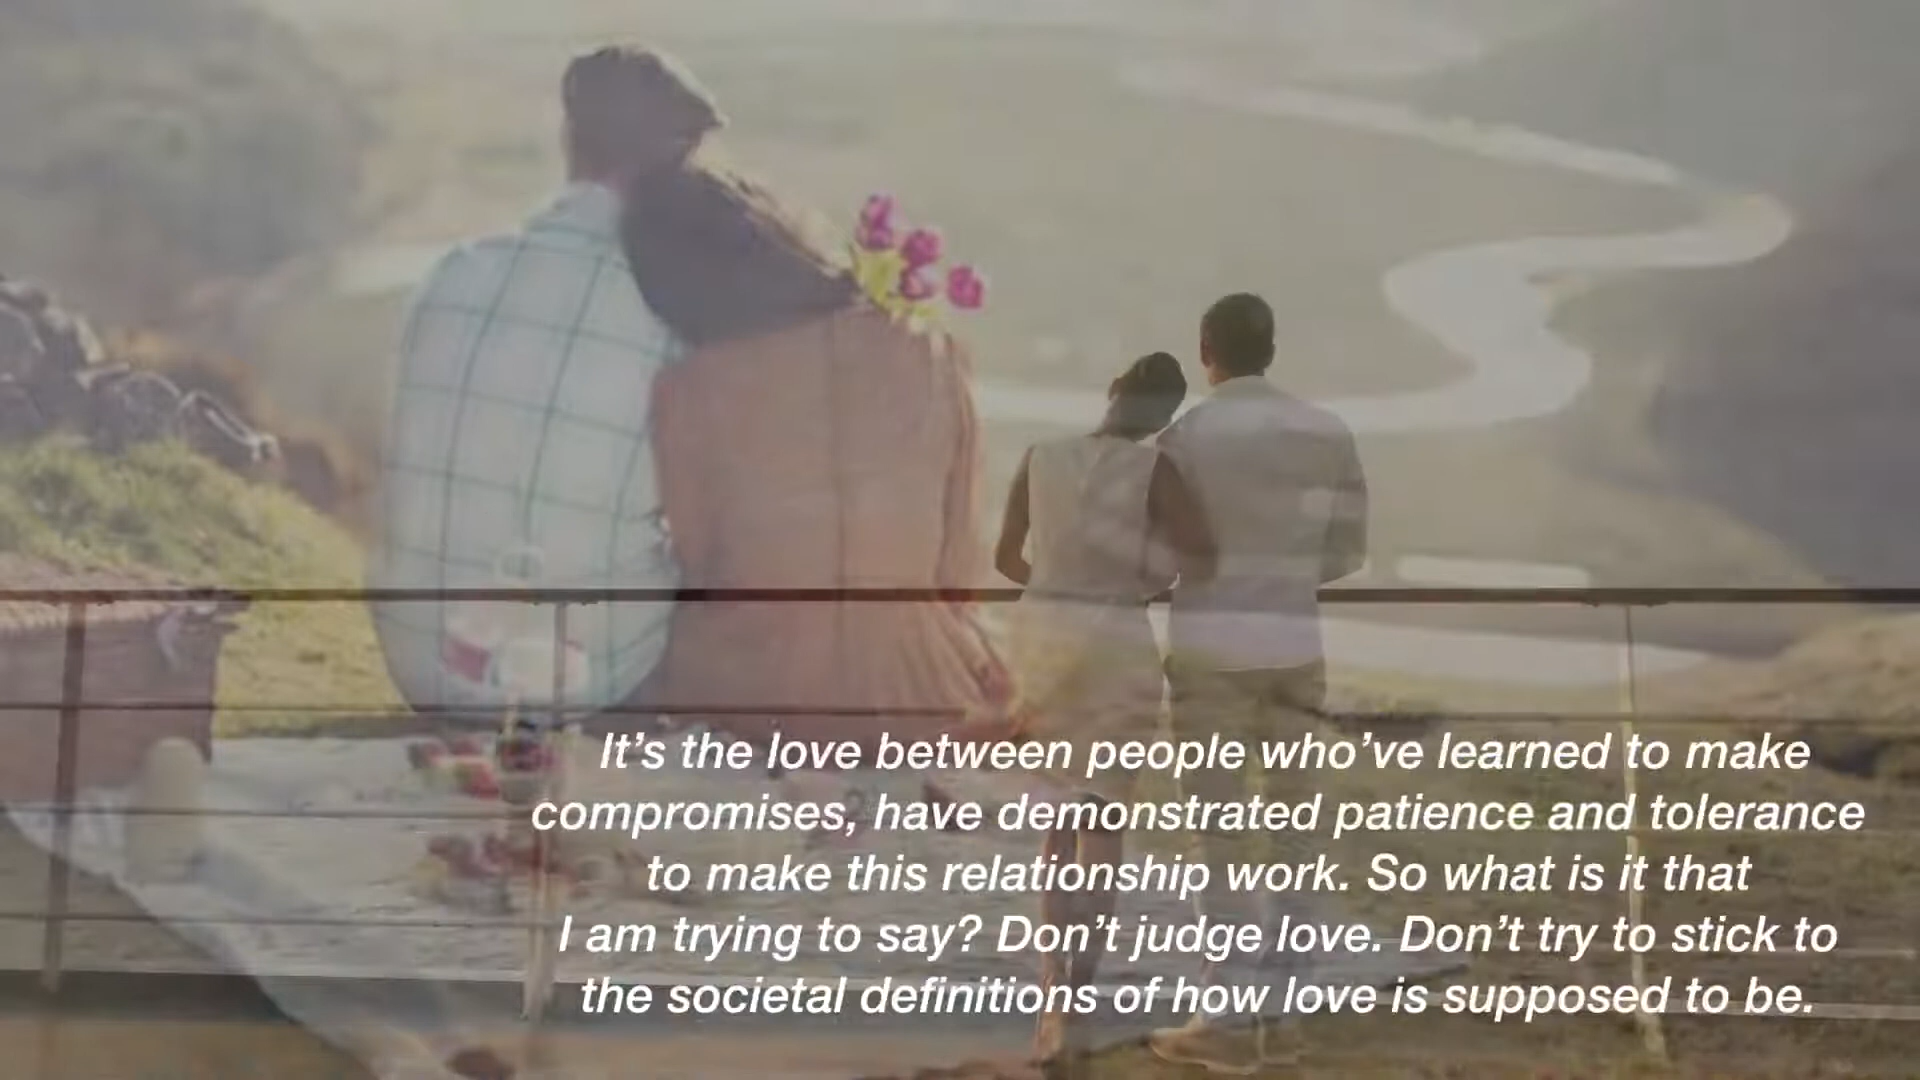 It’s the love between people who’ve learned to make
compromises, have demonstrated patience and tolerance
to make this relationship work. So what is it that
I am trying to say? Don’t judge love. Don’t try to stick to
the societal definitions of how love is supposed to be.